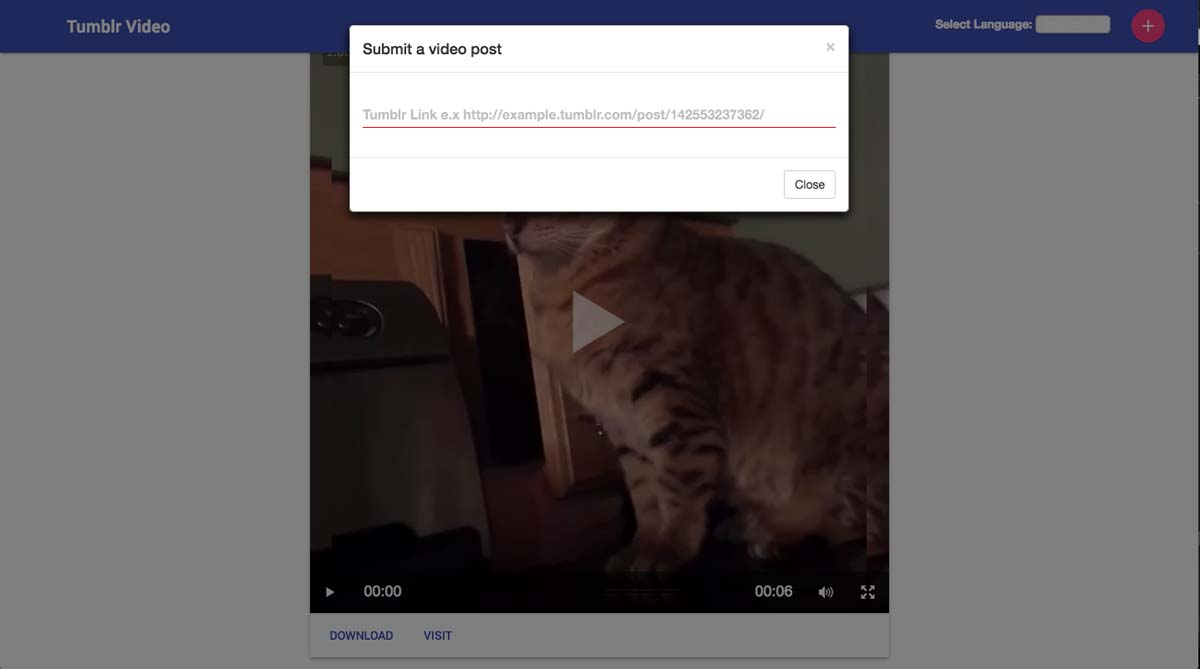 Tumblr Video
Select Language:
+
Submit a video post
×
Tumblr Link e.x http://example.tumblr.com/post/142553237362/
Close
00:00
00:06
DOWNLOAD
VISIT